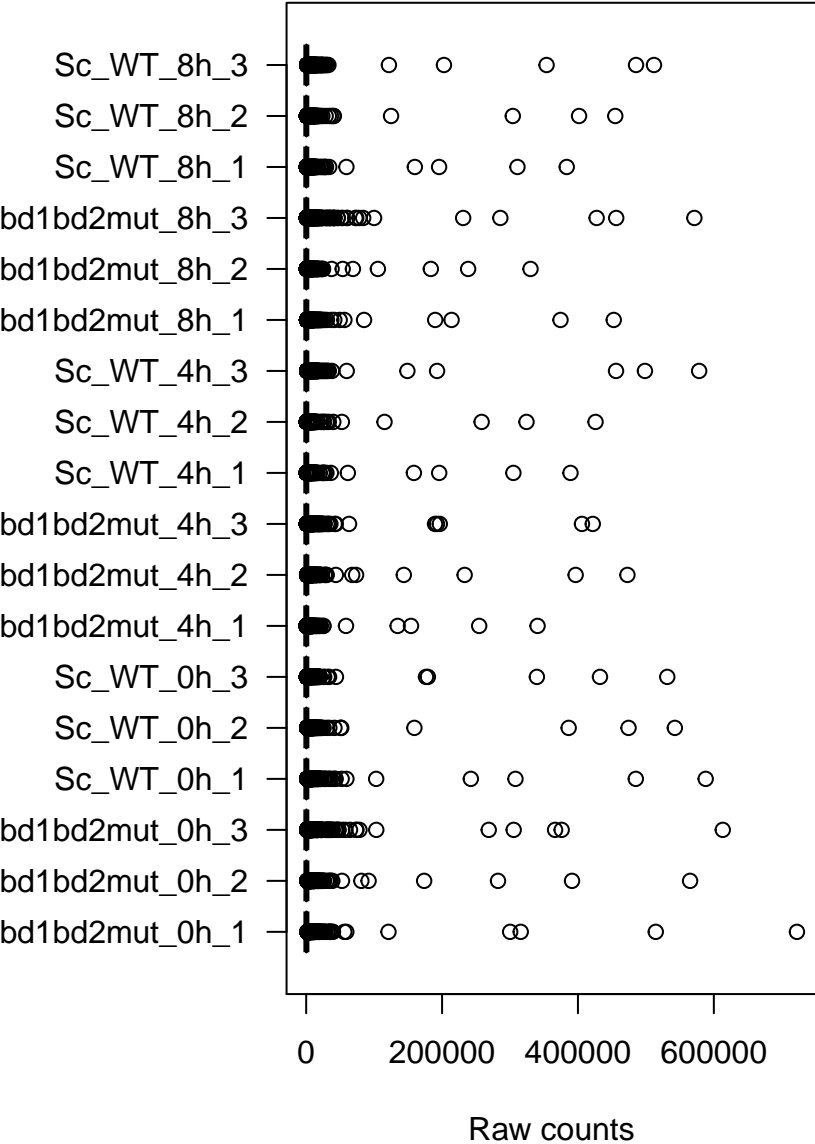 Sc_WT_8h_3
Sc_WT_8h_2
Sc_WT_8h_1
bd1bd2mut_8h_3
bd1bd2mut_8h_2
bd1bd2mut_8h_1
Sc_WT_4h_3
Sc_WT_4h_2
Sc_WT_4h_1
bd1bd2mut_4h_3
bd1bd2mut_4h_2
bd1bd2mut_4h_1
Sc_WT_0h_3
Sc_WT_0h_2
Sc_WT_0h_1
bd1bd2mut_0h_3
bd1bd2mut_0h_2
bd1bd2mut_0h_1
0 200000 400000 600000
Raw counts